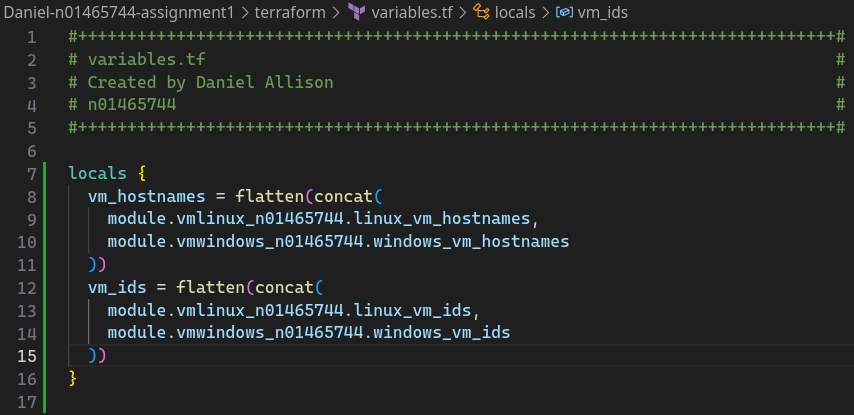 Daniel-n01465744-assignment1 > terraform > variables.tf > locals > vm_ids
1 #++++++++++++++++++++++++++++++++++++++++++++++++++++++++++++++++++++++++++++++#
2 # variables.tf #
3 # Created by Daniel Allison #
4 # n01465744 #
5 #++++++++++++++++++++++++++++++++++++++++++++++++++++++++++++++++++++++++++++++#
6
7 locals {
8 vm_hostnames = flatten(concat(
9 module.vmlinux_n01465744.linux_vm_hostnames,
10 module.vmwindows_n01465744.windows_vm_hostnames
11 ))
12 vm_ids = flatten(concat(
13 module.vmlinux_n01465744.linux_vm_ids,
14 module.vmwindows_n01465744.windows_vm_ids
15 ))
16 }
17